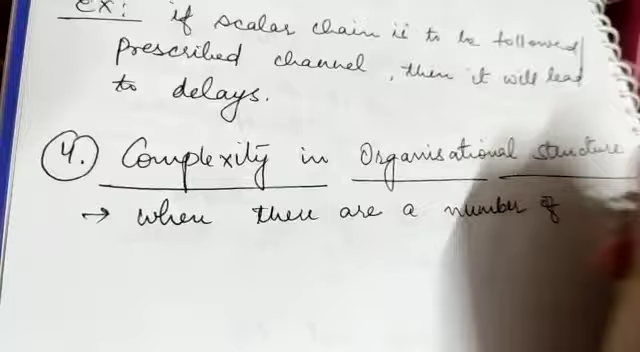 ex: if scalar chain is to be followed
prescribed channel, then it will lead
to delays.
4. Complexity in Organisational structure
→ when there are a number of